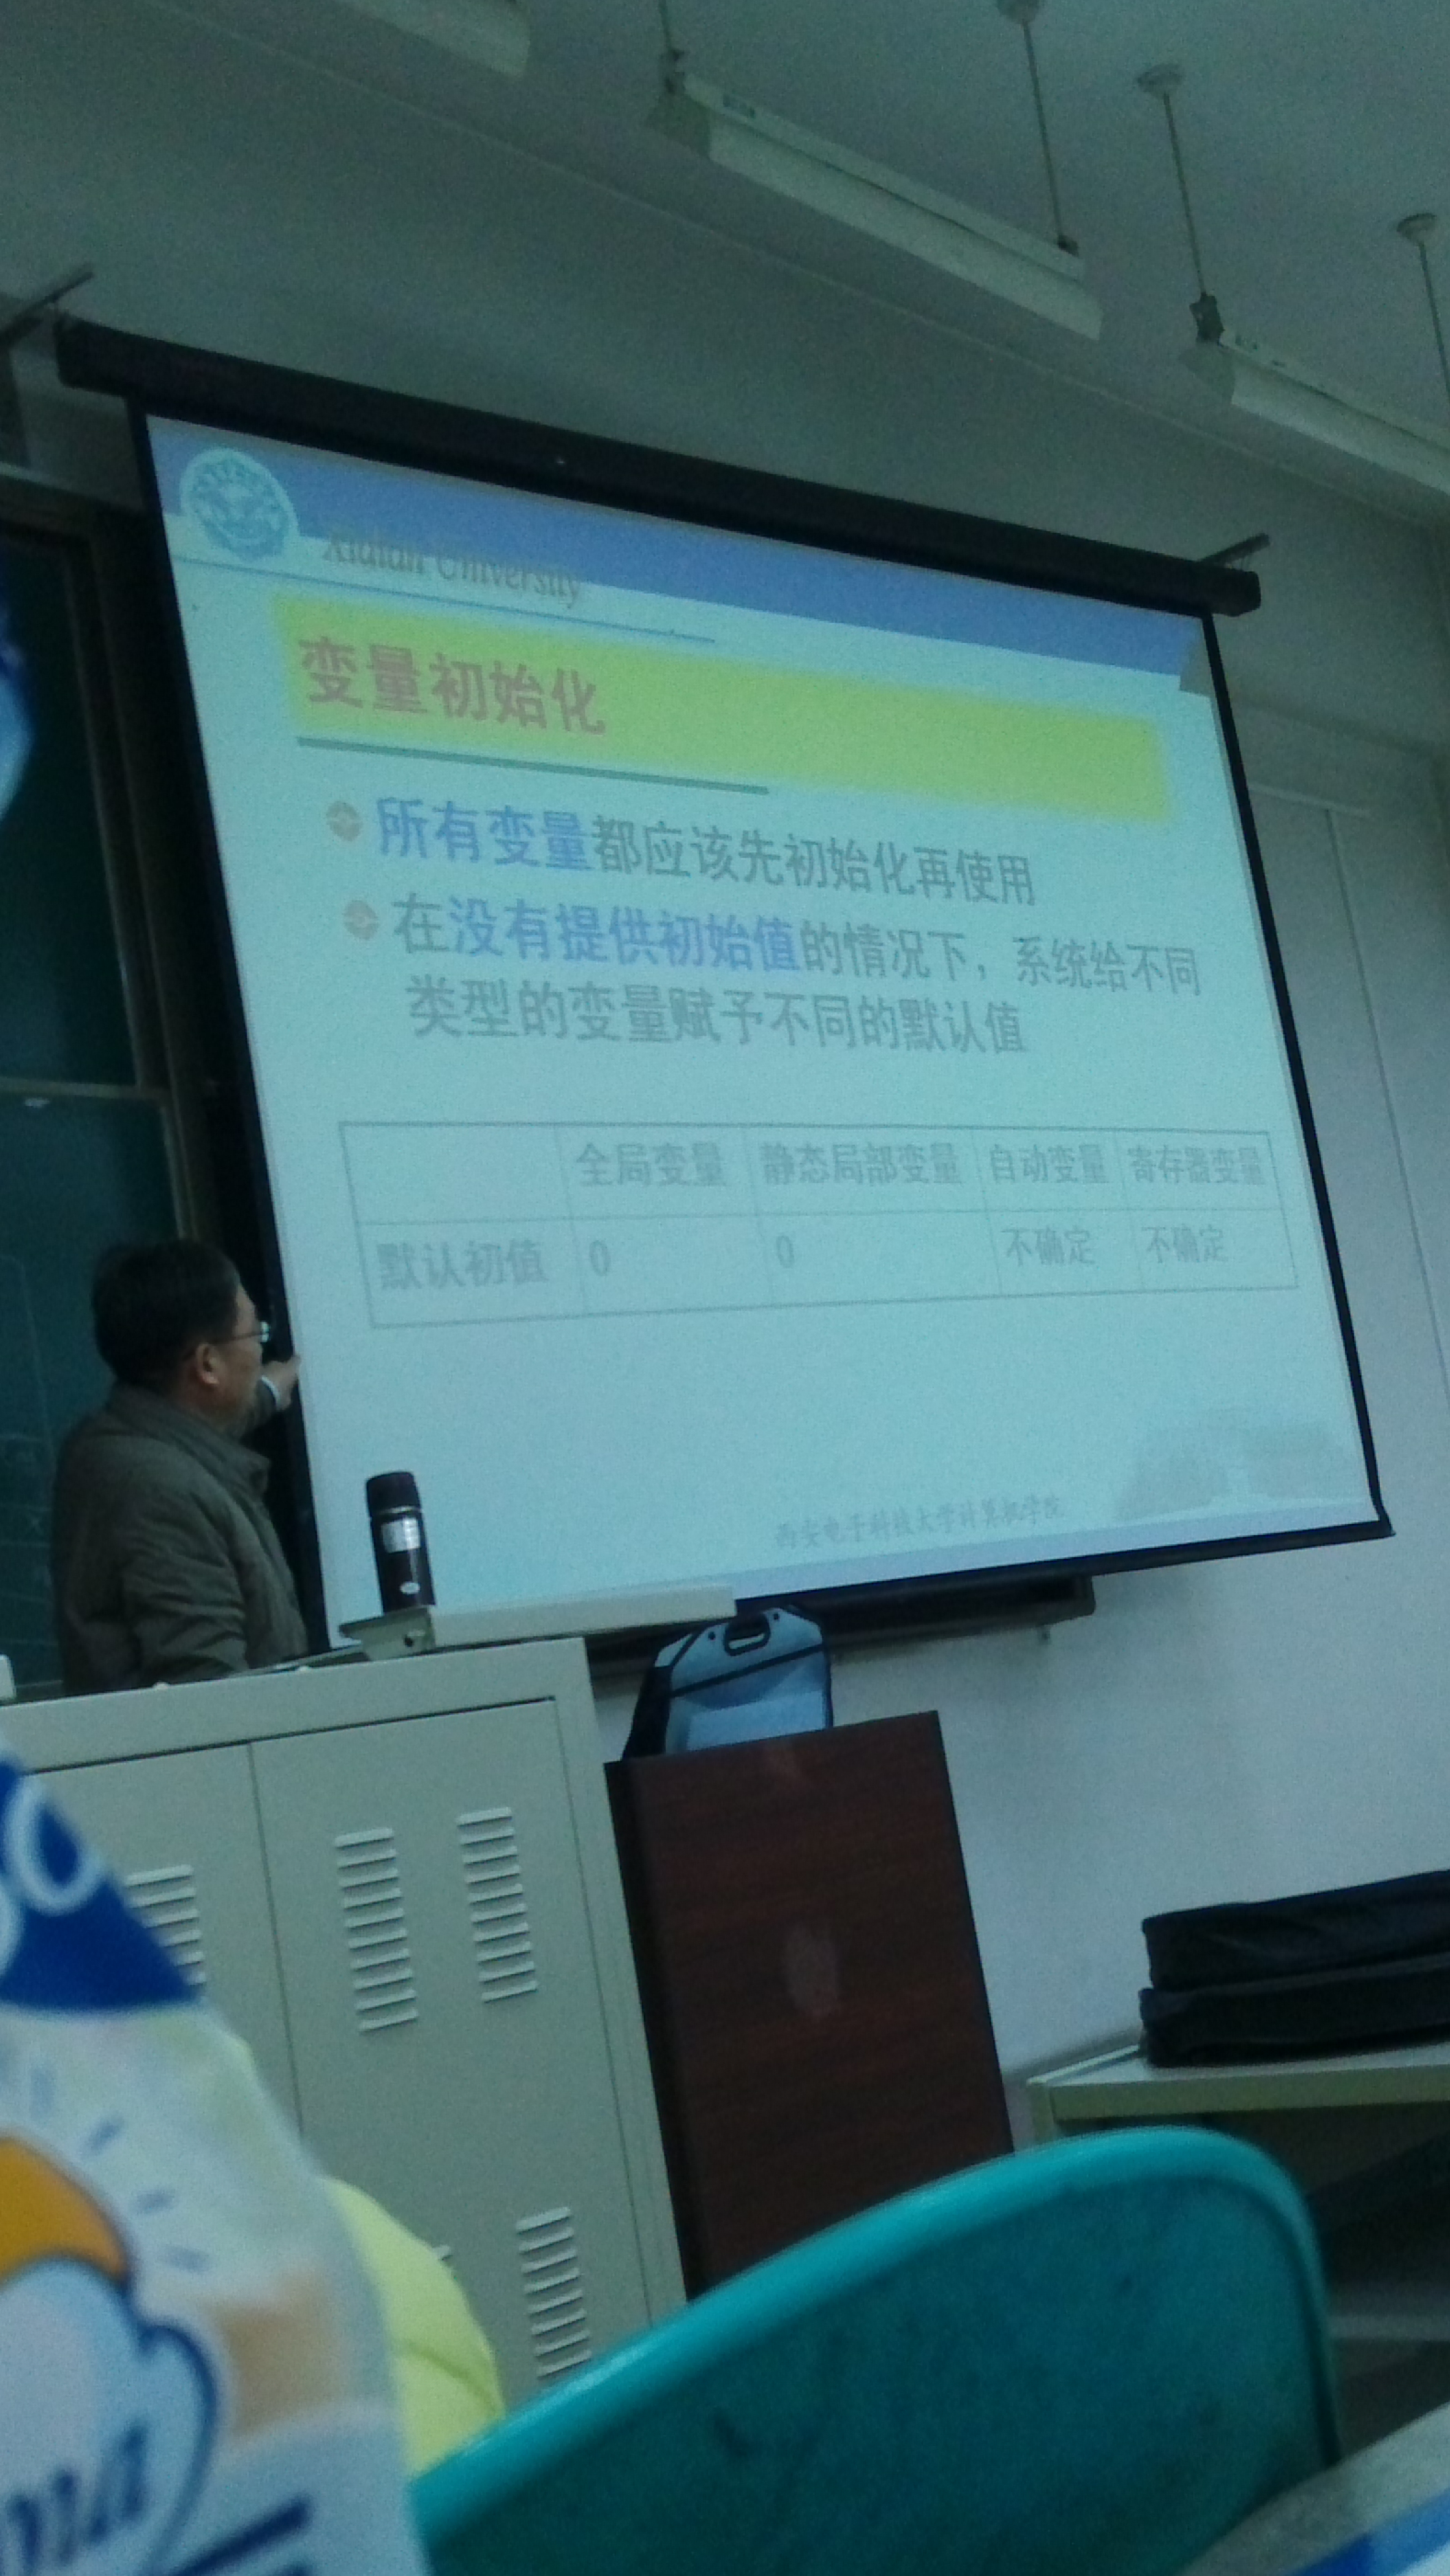 Xidian University
变量初始化
所有变量都应该先初始化再使用
在没有提供初始值的情况下，系统给不同
类型的变量赋予不同的默认值
全局变量 静态局部变量 自动变量 寄存器变量
默认初值 0 0 不确定 不确定
西安电子科技大学计算机学院